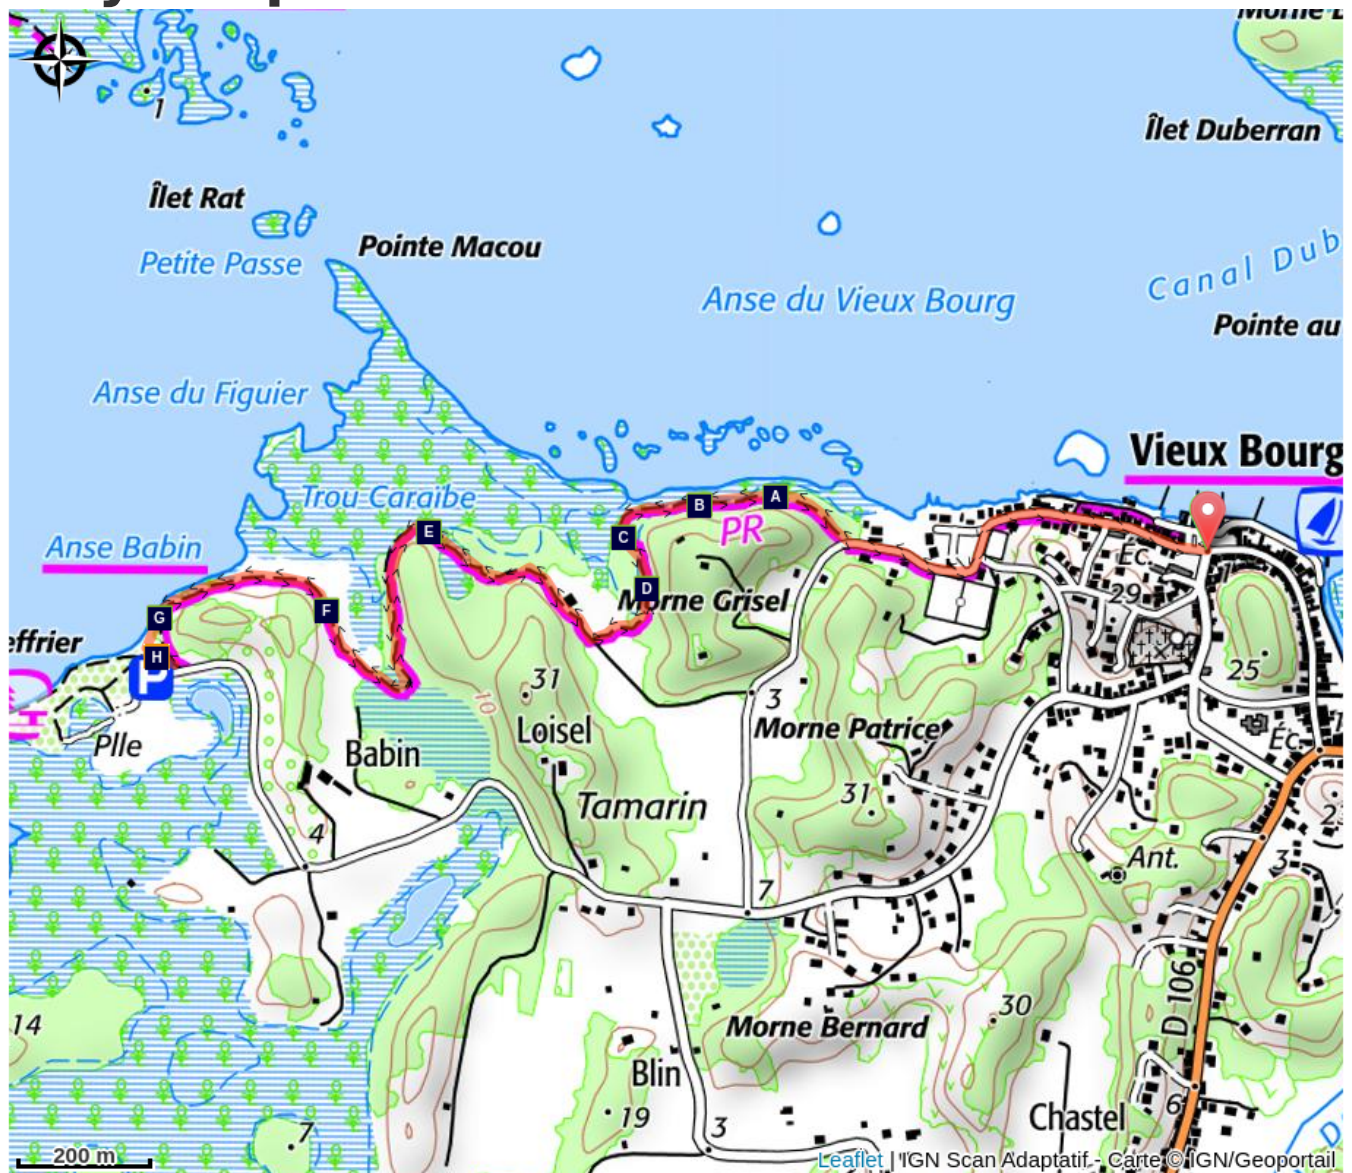 1
Îlet Duberran
Îlet Rat
Pointe Macou
Petite Passe
Canal Dub
Anse du Vieux Bourg
Pointe au
Anse du Figuier
Vieux Bourg
Trou Caraïbe
A
B
PR
C
E
Anse Babin
Éc.
D
29
Morne Grisel
F
G
effrier
H
P
25
31
10
3
Loisel
Morne Patrice
Plle
Babin
Éc.
31
Tamarin
4
Ant.
3
7
D 106
14
30
Morne Bernard
Blin
19
Chastel
6
7
3
200 m
Leaflet | IGN Scan Adaptatif - Carte © IGN/Geoportail